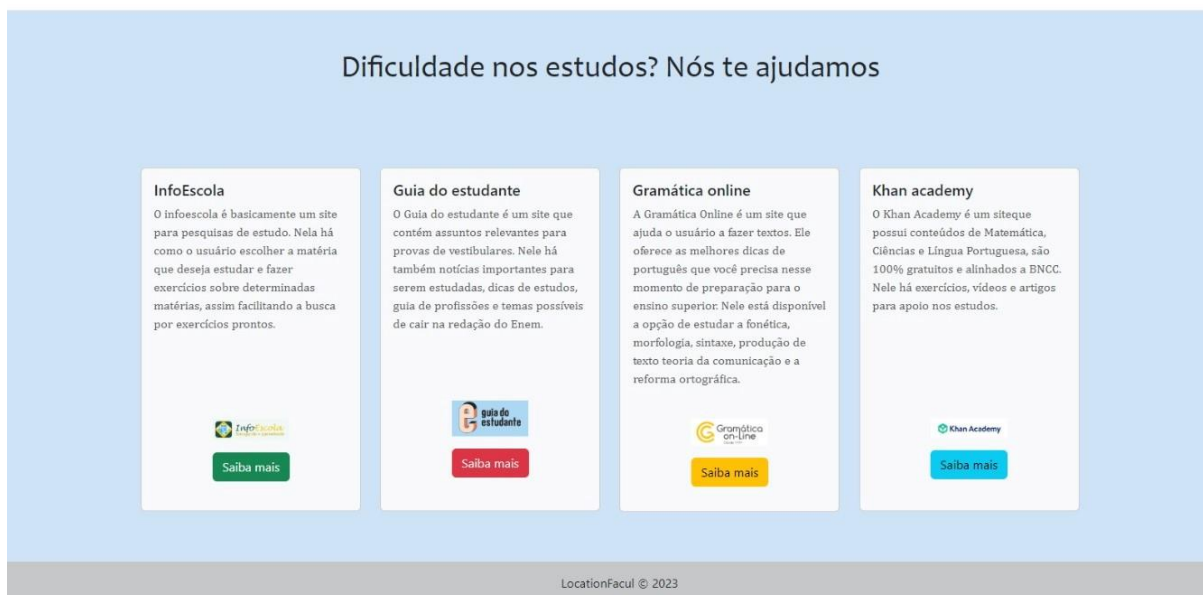 Dificuldade nos estudos? Nós te ajudamos
InfoEscola
O infoescola é basicamente um site
para pesquisas de estudo. Nela há
como o usuário escolher a matéria
que deseja estudar e fazer
exercícios sobre determinadas
matérias, assim facilitando a busca
por exercícios prontos.
InfoEscola
Saiba mais
Guia do estudante
O Guia do estudante é um site que
contém assuntos relevantes para
provas de vestibulares. Nele há
também notícias importantes para
serem estudadas, dicas de estudos,
guia de profissões e temas possíveis
de cair na redação do Enem.
guia do
estudante
Saiba mais
Gramática online
A Gramática Online é um site que
ajuda o usuário a fazer textos. Ele
oferece as melhores dicas de
português que você precisa nesse
momento de preparação para o
ensino superior. Nele está disponível
a opção de estudar a fonética,
morfologia, sintaxe, produção de
texto teoria da comunicação e a
reforma ortográfica.
Gramática
on-line
Saiba mais
Khan academy
O Khan Academy é um siteque
possui conteúdos de Matemática,
Ciências e Língua Portuguesa, são
100% gratuitos e alinhados a BNCC.
Nele há exercícios, vídeos e artigos
para apoio nos estudos.
Khan Academy
Saiba mais
LocationFacul © 2023